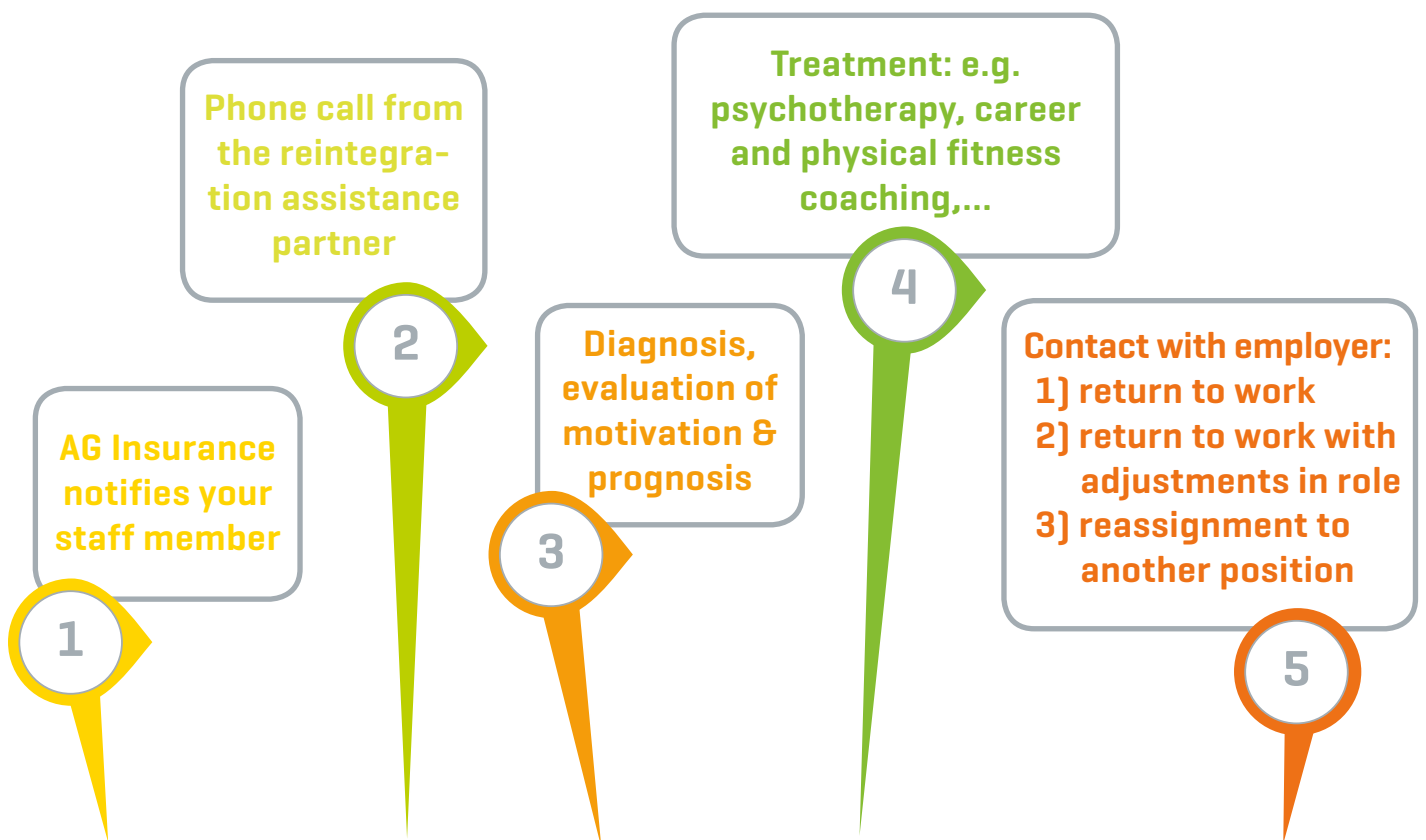 AG Insurance
notifies your
staff member
1
Phone call from
the reintegra-
tion assistance
partner
2
Diagnosis,
evaluation of
motivation &
prognosis
3
Treatment: e.g.
psychotherapy, career
and physical fitness
coaching,...
4
Contact with employer:
1) return to work
2) return to work with
adjustments in role
3) reassignment to
another position
5